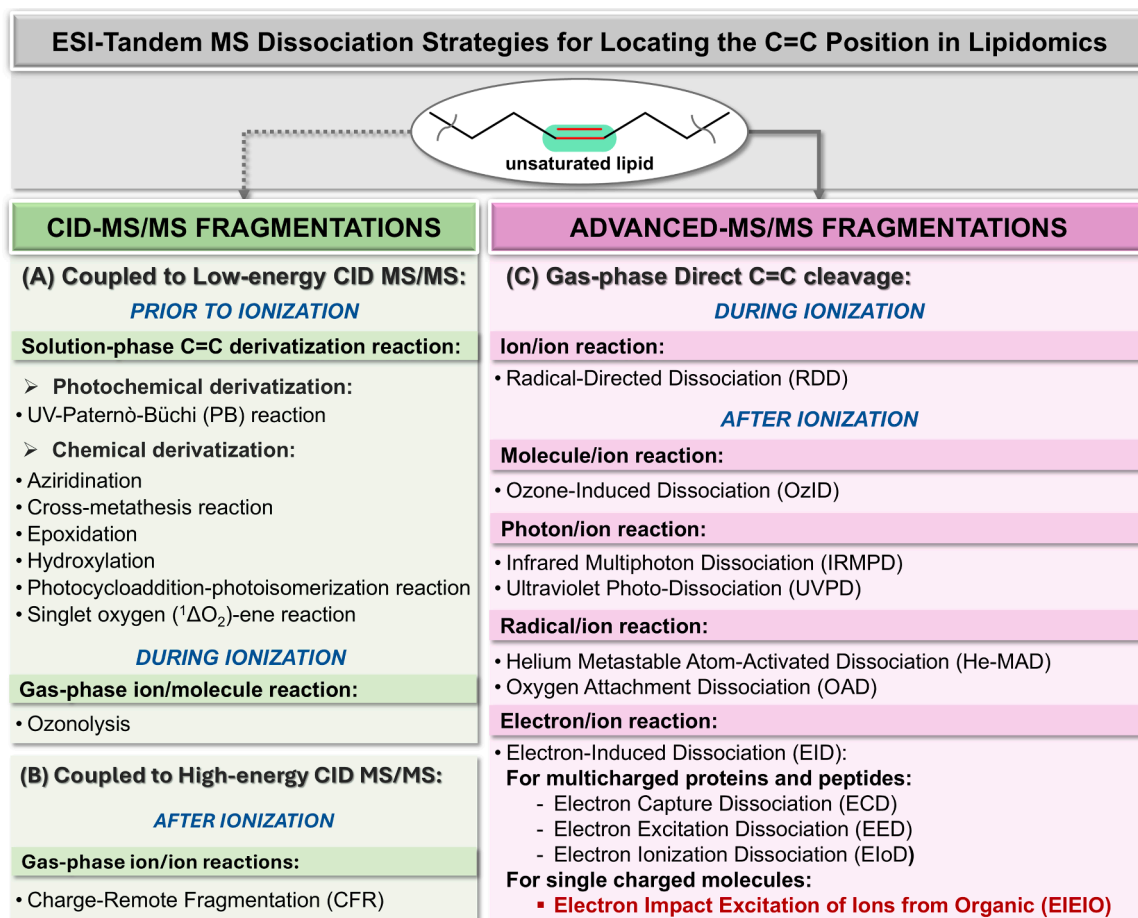 ESI-Tandem MS Dissociation Strategies for Locating the C=C Position in Lipidomics
unsaturated lipid
CID-MS/MS FRAGMENTATIONS
(A) Coupled to Low-energy CID MS/MS:
PRIOR TO IONIZATION
Solution-phase C=C derivatization reaction:
➢ Photochemical derivatization:
• UV-Paternò-Büchi (PB) reaction
➢ Chemical derivatization:
• Aziridination
• Cross-metathesis reaction
• Epoxidation
• Hydroxylation
• Photocycloaddition-photoisomerization reaction
• Singlet oxygen (¹ΔO₂)-ene reaction
DURING IONIZATION
Gas-phase ion/molecule reaction:
• Ozonolysis
(B) Coupled to High-energy CID MS/MS:
AFTER IONIZATION
Gas-phase ion/ion reactions:
• Charge-Remote Fragmentation (CFR)
ADVANCED-MS/MS FRAGMENTATIONS
(C) Gas-phase Direct C=C cleavage:
DURING IONIZATION
Ion/ion reaction:
• Radical-Directed Dissociation (RDD)
AFTER IONIZATION
Molecule/ion reaction:
• Ozone-Induced Dissociation (OzID)
Photon/ion reaction:
• Infrared Multiphoton Dissociation (IRMPD)
• Ultraviolet Photo-Dissociation (UVPD)
Radical/ion reaction:
• Helium Metastable Atom-Activated Dissociation (He-MAD)
• Oxygen Attachment Dissociation (OAD)
Electron/ion reaction:
• Electron-Induced Dissociation (EID):
For multicharged proteins and peptides:
- Electron Capture Dissociation (ECD)
- Electron Excitation Dissociation (EED)
- Electron Ionization Dissociation (EIoD)
For single charged molecules:
▪ Electron Impact Excitation of Ions from Organic (EIEIO)